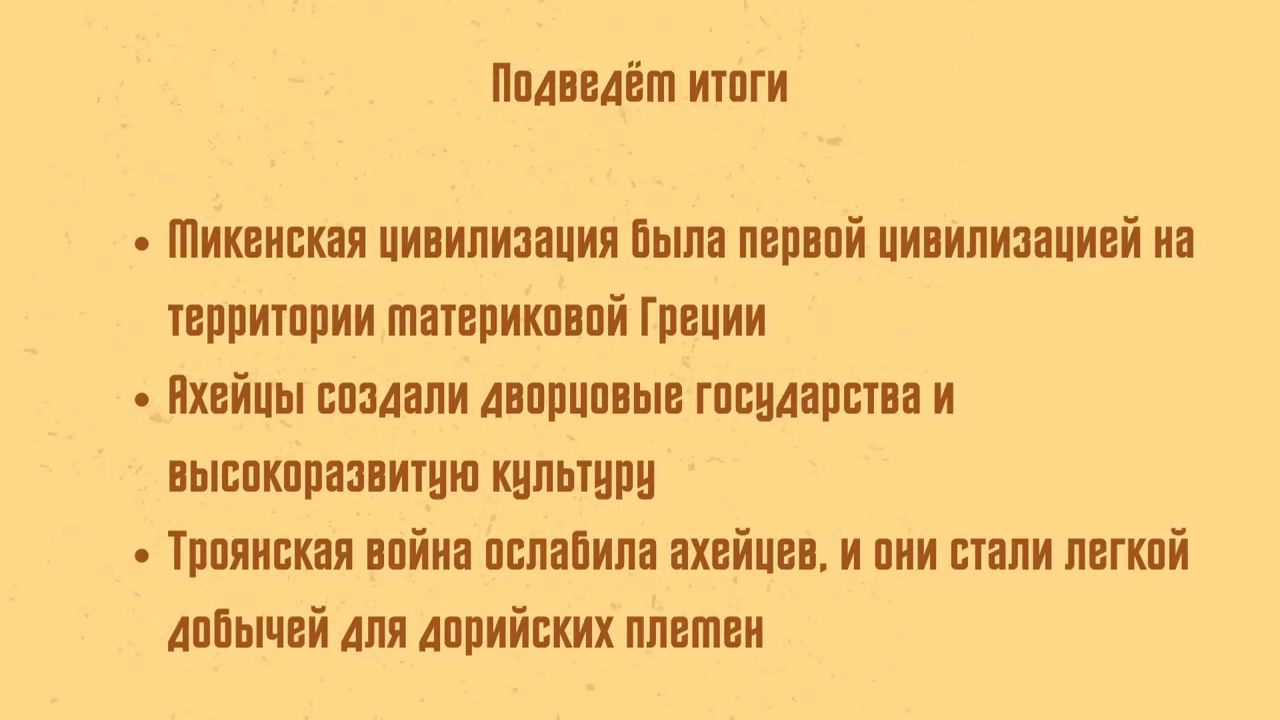 Подведём итоги
• Микенская цивилизация была первой цивилизацией на
территории материковой Греции
• Ахейцы создали дворцовые государства и
высокоразвитую культуру
• Троянская война ослабила ахейцев, и они стали легкой
добычей для дорийских племен